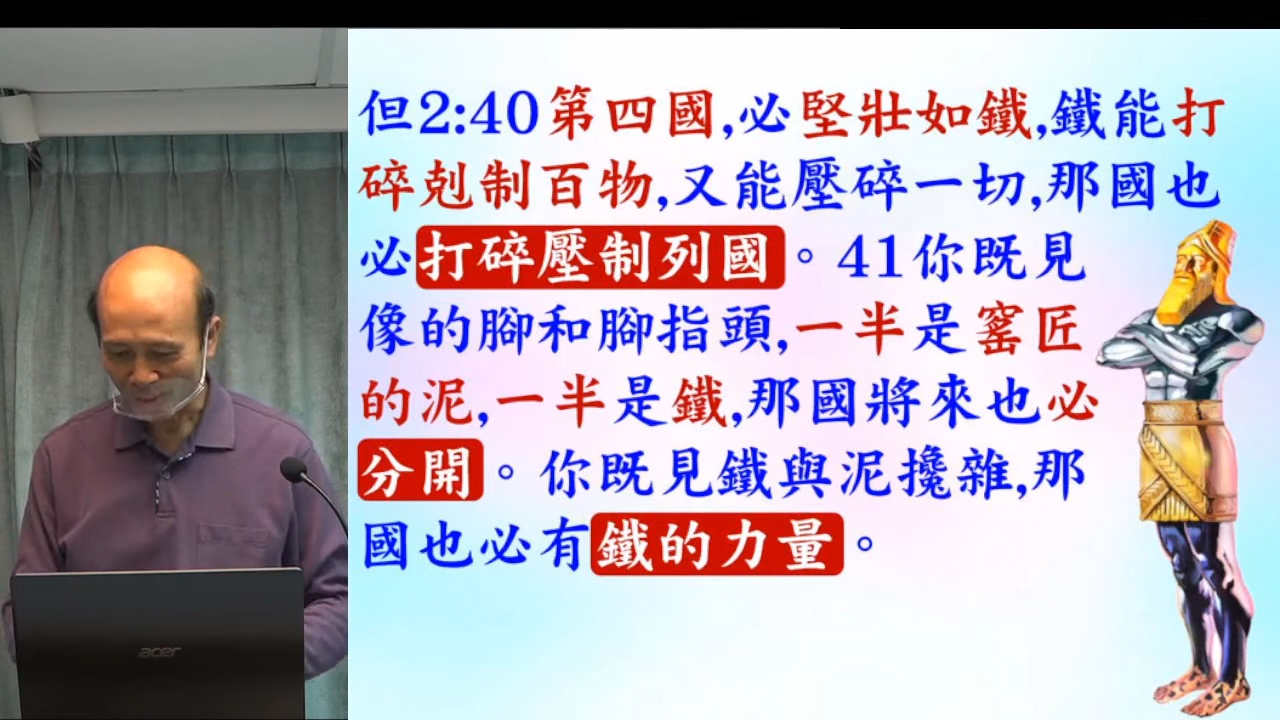 但2:40第四國,必堅壯如鐵,鐵能打
碎剋制百物,又能壓碎一切,那國也
必打碎壓制列國。41你既見
像的腳和腳指頭,一半是窰匠
的泥,一半是鐵,那國將來也必
分開。你既見鐵與泥攙雜,那
國也必有鐵的力量。
acer